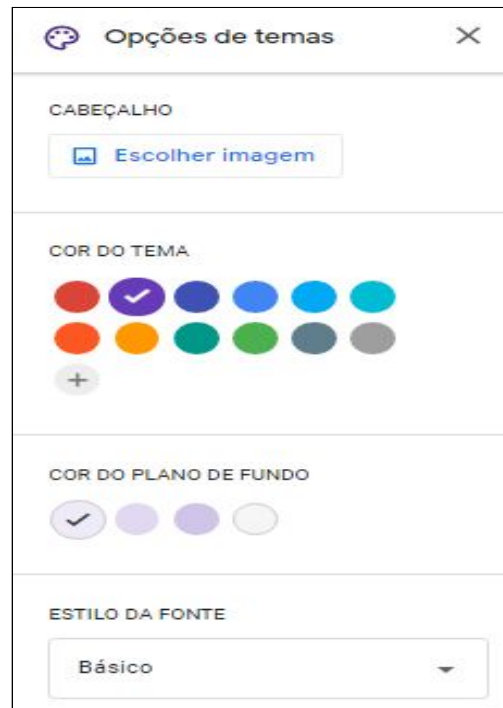 Opções de temas
CABEÇALHO
Escolher imagem
COR DO TEMA
COR DO PLANO DE FUNDO
ESTILO DA FONTE
Básico